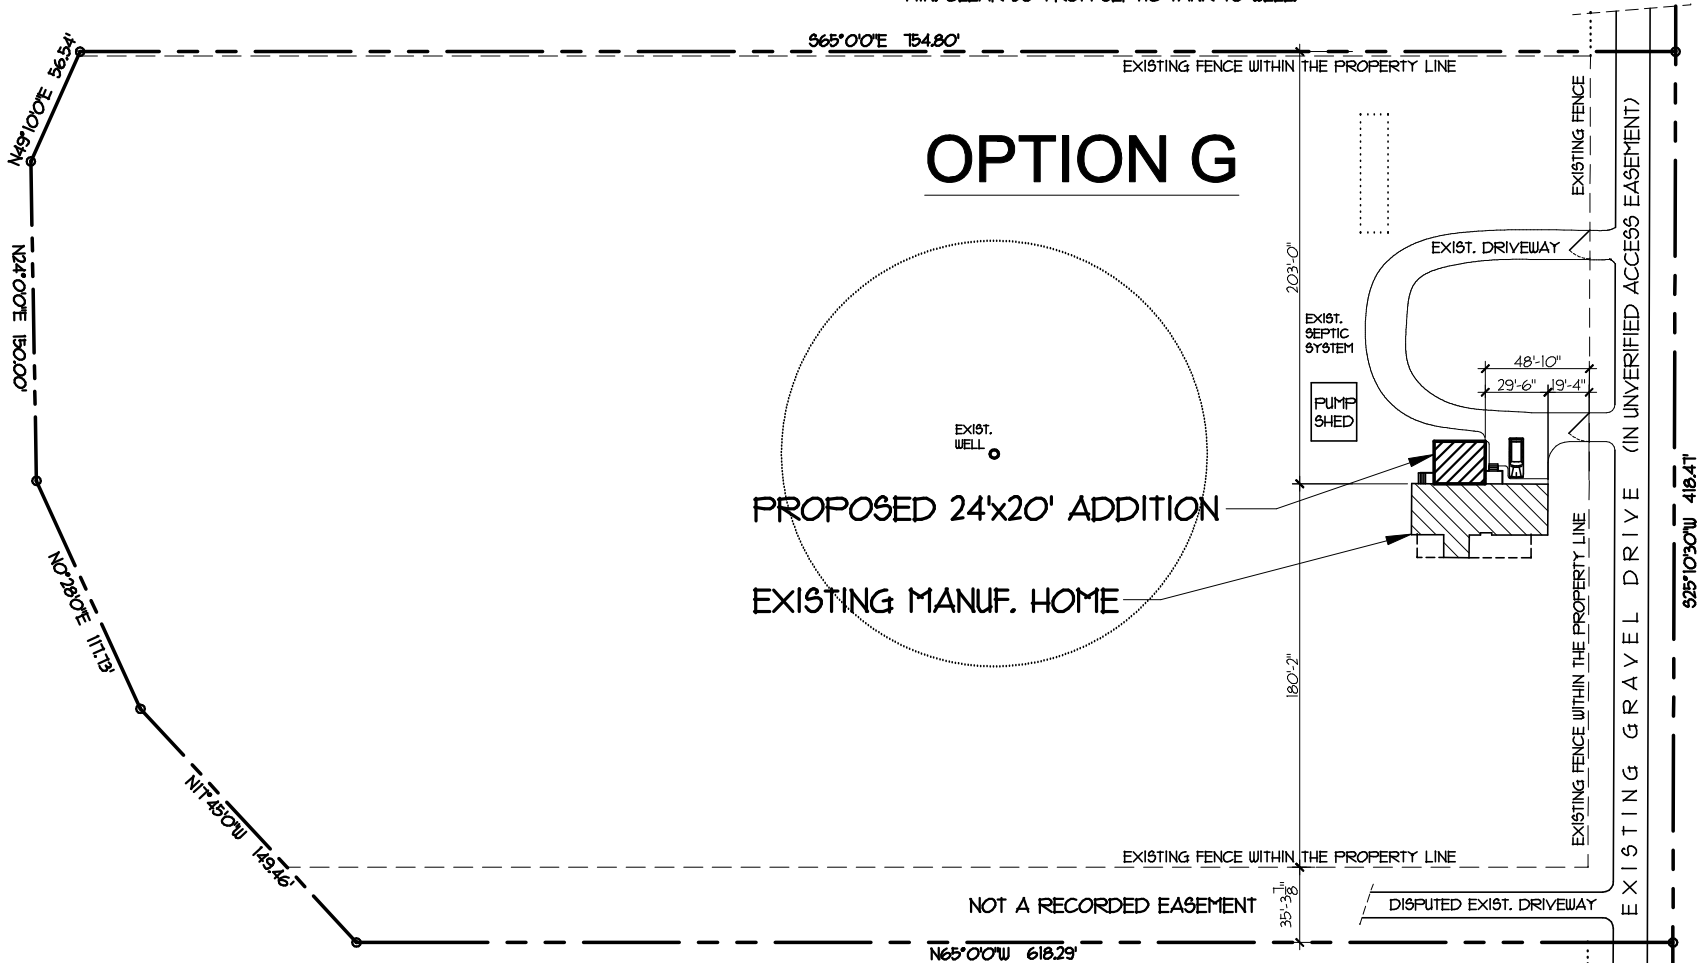 S65°0'0"E 754.80'
EXISTING FENCE WITHIN THE PROPERTY LINE
N49°10'0"E 56.54'
OPTION G
EXISTING FENCE
EXISTING GRAVEL DRIVE (IN UNVERIFIED ACCESS EASEMENT)
203'-0"
EXIST. DRIVEWAY
N24°0'0"E 150.00'
EXIST.
SEPTIC
SYSTEM
48'-10"
29'-6"
19'-4"
PUMP
SHED
EXIST.
WELL
PROPOSED 24'x20' ADDITION
S25°10'30"W 418.47'
EXISTING MANUF. HOME
N0°28'0"E 117.73'
EXISTING FENCE WITHIN THE PROPERTY LINE
180'-2"
N17°45'0"W 149.46'
EXISTING FENCE WITHIN THE PROPERTY LINE
NOT A RECORDED EASEMENT
35'-3 7/8"
DISPUTED EXIST. DRIVEWAY
N65°0'0"W 618.29'